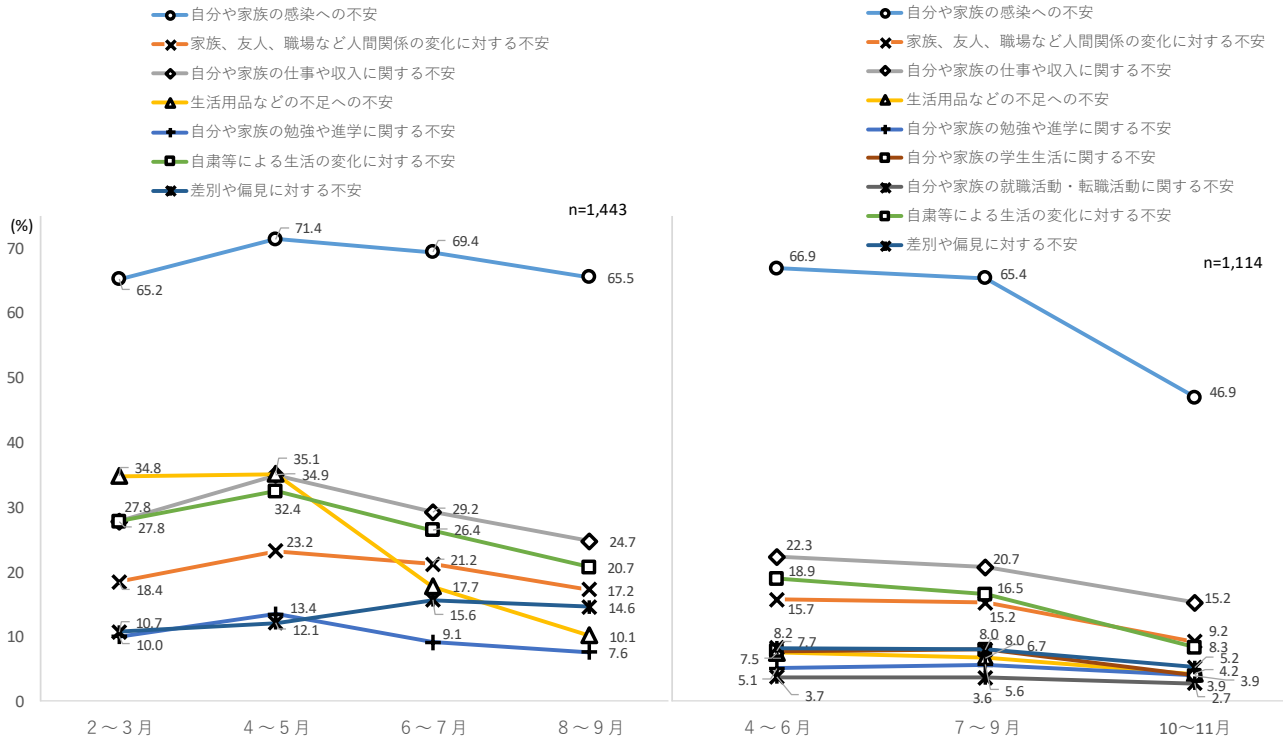 自分や家族の感染への不安
家族、友人、職場など人間関係の変化に対する不安
自分や家族の仕事や収入に関する不安
生活用品などの不足への不安
自分や家族の勉強や進学に関する不安
自粛等による生活の変化に対する不安
差別や偏見に対する不安
n=1,443
(%)
70
60
50
40
30
20
10
0
65.2
71.4
69.4
65.5
34.8
35.1
34.9
27.8
27.8
32.4
29.2
26.4
24.7
20.7
18.4
23.2
21.2
17.2
17.7
15.6
14.6
10.7
10.0
13.4
12.1
9.1
10.1
7.6
2～3月
4～5月
6～7月
8～9月
自分や家族の感染への不安
家族、友人、職場など人間関係の変化に対する不安
自分や家族の仕事や収入に関する不安
生活用品などの不足への不安
自分や家族の勉強や進学に関する不安
自分や家族の学生生活に関する不安
自分や家族の就職活動・転職活動に関する不安
自粛等による生活の変化に対する不安
差別や偏見に対する不安
n=1,114
66.9
65.4
46.9
22.3
20.7
15.2
18.9
16.5
15.7
15.2
9.2
8.3
8.2
7.7
8.0
8.0
6.7
7.5
5.1
3.7
3.6
5.6
5.2
4.2
3.9
3.9
2.7
4～6月
7～9月
10～11月